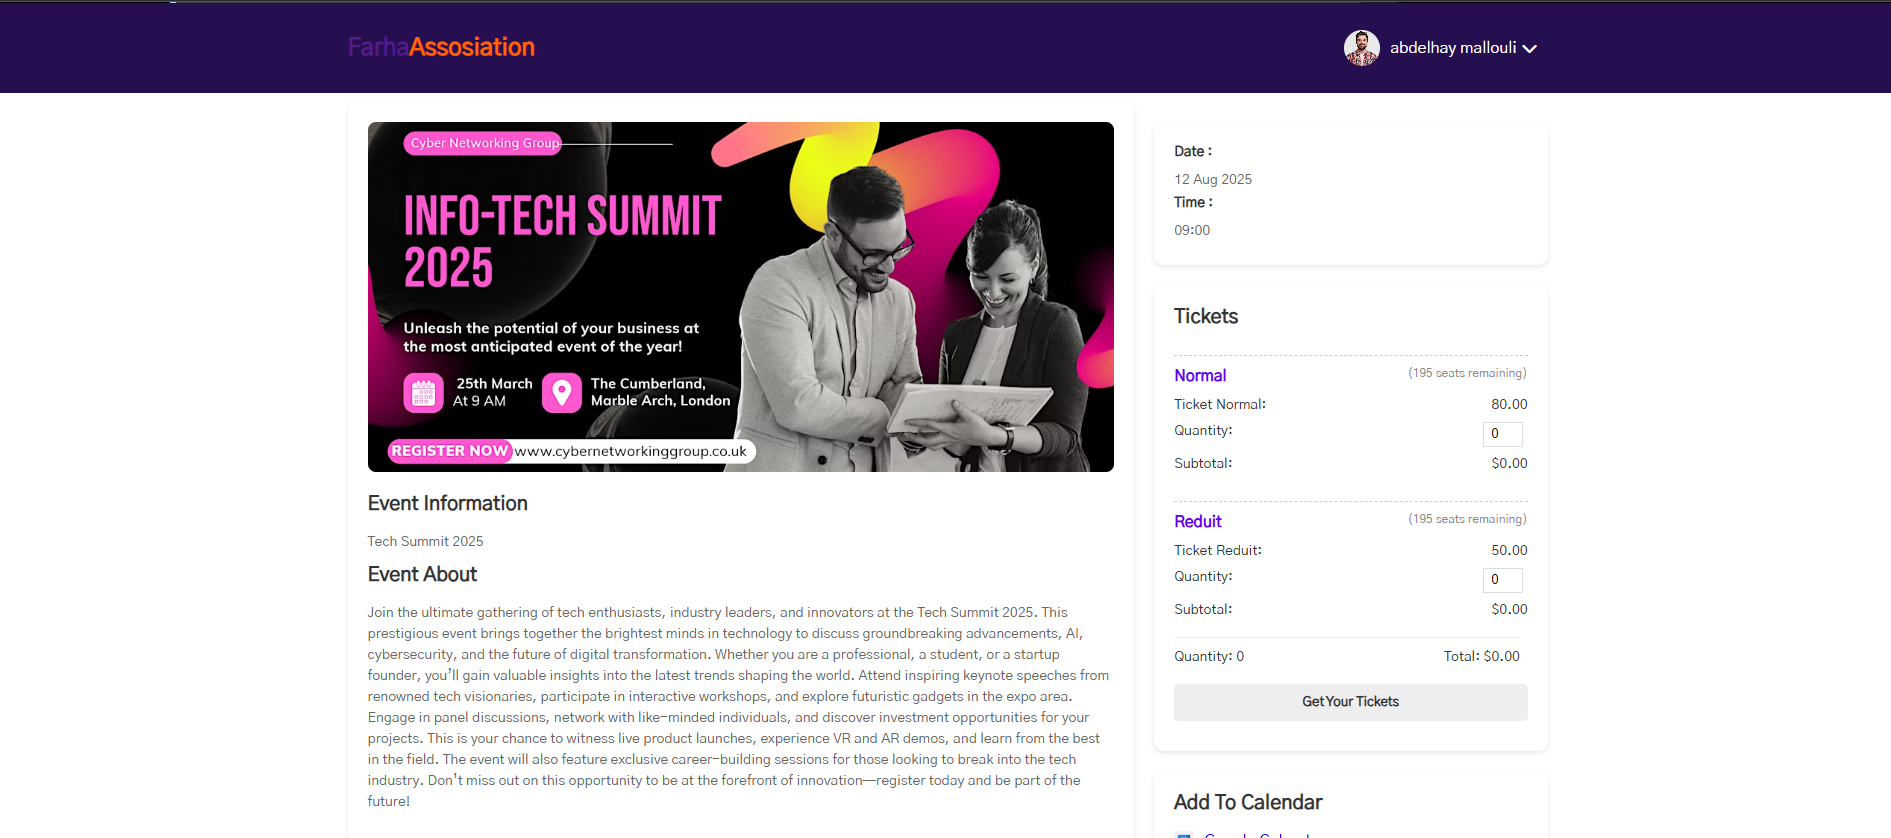 FarhaAssosiation
abdelhay mallouli
Cyber Networking Group
INFO-TECH SUMMIT
2025
Unleash the potential of your business at
the most anticipated event of the year!
25th March
At 9 AM
The Cumberland,
Marble Arch, London
REGISTER NOW www.cybernetworkinggroup.co.uk
Event Information
Tech Summit 2025
Event About
Join the ultimate gathering of tech enthusiasts, industry leaders, and innovators at the Tech Summit 2025. This
prestigious event brings together the brightest minds in technology to discuss groundbreaking advancements, AI,
cybersecurity, and the future of digital transformation. Whether you are a professional, a student, or a startup
founder, you’ll gain valuable insights into the latest trends shaping the world. Attend inspiring keynote speeches from
renowned tech visionaries, participate in interactive workshops, and explore futuristic gadgets in the expo area.
Engage in panel discussions, network with like-minded individuals, and discover investment opportunities for your
projects. This is your chance to witness live product launches, experience VR and AR demos, and learn from the best
in the field. The event will also feature exclusive career-building sessions for those looking to break into the tech
industry. Don’t miss out on this opportunity to be at the forefront of innovation—register today and be part of the
future!
Date :
12 Aug 2025
Time :
09:00
Tickets
Normal (195 seats remaining)
Ticket Normal: 80.00
Quantity: 0
Subtotal: $0.00
Reduit (195 seats remaining)
Ticket Reduit: 50.00
Quantity: 0
Subtotal: $0.00
Quantity: 0 Total: $0.00
Get Your Tickets
Add To Calendar